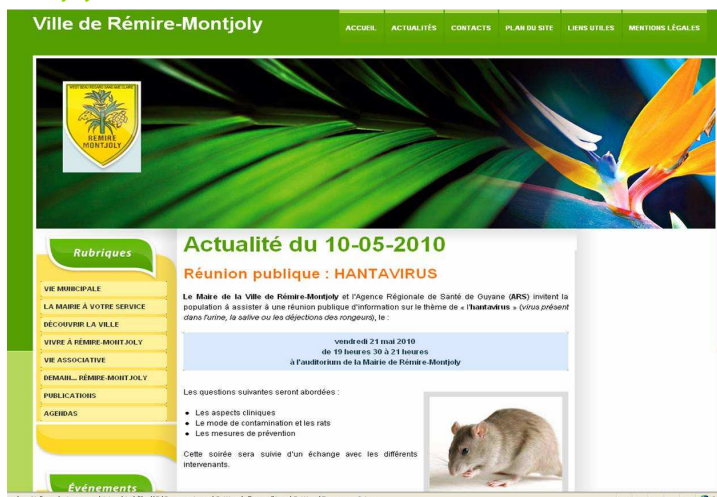 Ville de Rémire-Montjoly
ACCUEIL ACTUALITÉS CONTACTS PLAN DU SITE LIENS UTILES MENTIONS LÉGALES
REMIRE
MONTJOLY
Rubriques
VIE MUNICIPALE
LA MAIRIE À VOTRE SERVICE
DÉCOUVRIR LA VILLE
VIVRE À RÉMIRE-MONTJOLY
VIE ASSOCIATIVE
DEMAIN... RÉMIRE-MONTJOLY
PUBLICATIONS
AGENDAS
Événements
Actualité du 10-05-2010
Réunion publique : HANTAVIRUS
Le Maire de la Ville de Rémire-Montjoly et l'Agence Régionale de Santé de Guyane (ARS) invitent la
population á assister à une réunion publique d'information sur le thème de « l'hantavirus » (virus présent
dans l'urine, la salive ou les déjections des rongeurs), le :
vendredi 21 mai 2010
de 19 heures 30 à 21 heures
à l'auditorium de la Mairie de Rémire-Montjoly
Les questions suivantes seront abordées :
• Les aspects cliniques
• Le mode de contamination et les rats
• Les mesures de prévention
Cette soirée sera suivie d'un échange avec les différents
intervenants.